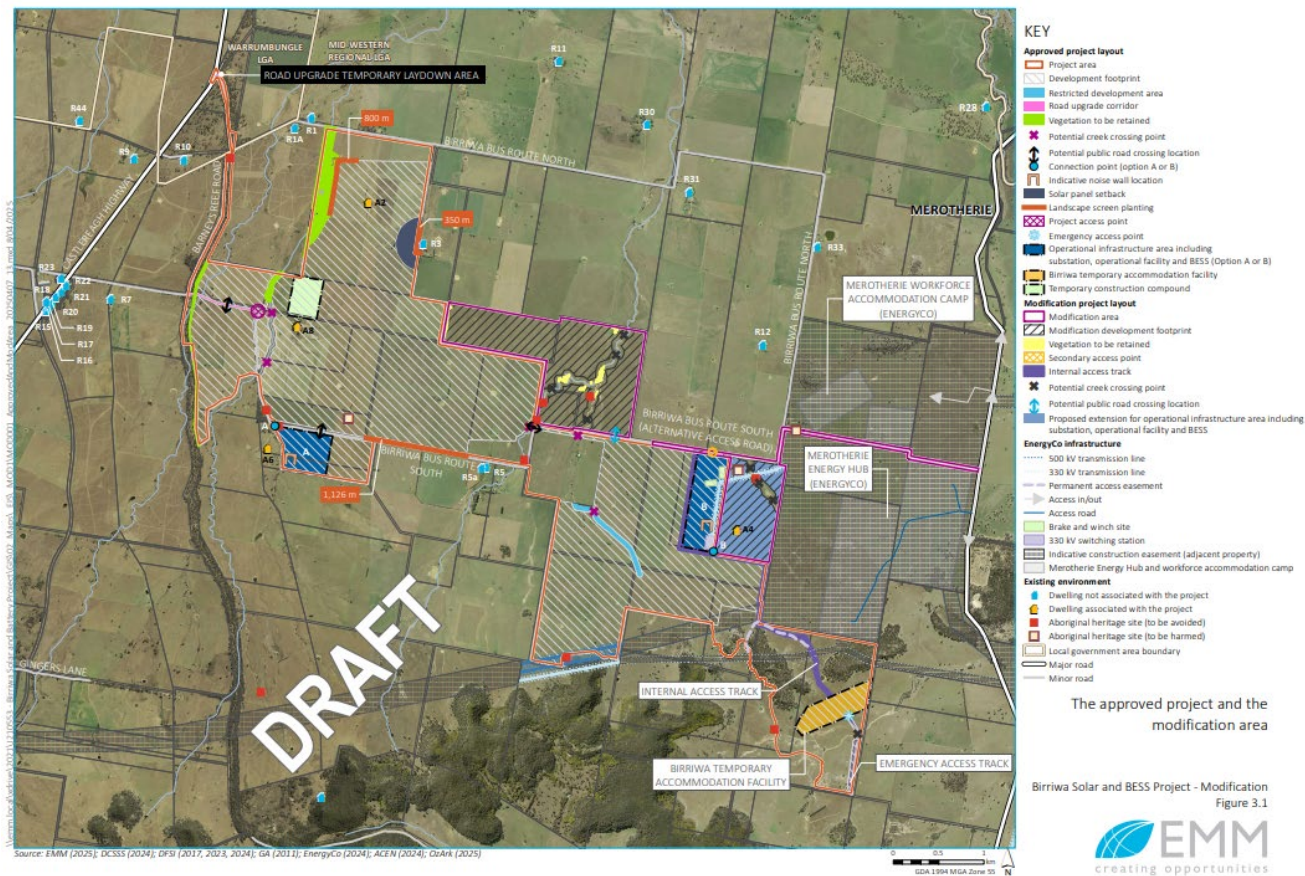 WARRUMBUNGLE
LGA
MID-WESTERN
REGIONAL LGA
ROAD UPGRADE TEMPORARY LAYDOWN AREA
R11
R44
R1
R1A
800 m
R30
R28
R9
R10
BIRRIWA BUS ROUTE NORTH
CASTLEREAGH HIGHWAY
BARNEYS REEF ROAD
A2
R31
MEROTHERIE
350 m
R3
R33
BIRRIWA BUS ROUTE NORTH
R23
R22
R18
R21
R7
R20
R15
R19
R17
R16
A8
MEROTHERIE WORKFORCE
ACCOMMODATION CAMP
(ENERGYCO)
R12
BIRRIWA BUS ROUTE SOUTH
(ALTERNATIVE ACCESS ROAD)
A
A
A6
BIRRIWA BUS ROUTE
SOUTH
R5a
R5
1,126 m
MEROTHERIE
ENERGY HUB
(ENERGYCO)
B
A4
B
DRAFT
GINGERS LANE
INTERNAL ACCESS TRACK
BIRRIWA TEMPORARY
ACCOMMODATION FACILITY
EMERGENCY ACCESS TRACK
Source: EMM (2025); DCSSS (2024); DFSI (2017, 2023, 2024); GA (2011); EnergyCo (2024); ACEN (2024); OzArk (2025)
0 0.5 1
km
GDA 1994 MGA Zone 55
N
KEY
Approved project layout
Project area
Development footprint
Restricted development area
Road upgrade corridor
Vegetation to be retained
Potential creek crossing point
Potential public road crossing location
Connection point (option A or B)
Indicative noise wall location
Solar panel setback
Landscape screen planting
Project access point
Emergency access point
Operational infrastructure area including
substation, operational facility and BESS (Option A or B)
Birriwa temporary accommodation facility
Temporary construction compound
Modification project layout
Modification area
Modification development footprint
Vegetation to be retained
Secondary access point
Internal access track
Potential creek crossing point
Potential public road crossing location
Proposed extension for operational infrastructure area including
substation, operational facility and BESS
EnergyCo infrastructure
500 kV transmission line
330 kV transmission line
Permanent access easement
Access in/out
Access road
Brake and winch site
330 kV switching station
Indicative construction easement (adjacent property)
Merotherie Energy Hub and workforce accommodation camp
Existing environment
Dwelling not associated with the project
Dwelling associated with the project
Aboriginal heritage site (to be avoided)
Aboriginal heritage site (to be harmed)
Local government area boundary
Major road
Minor road
The approved project and the
modification area
Birriwa Solar and BESS Project - Modification
Figure 3.1
EMM
creating opportunities